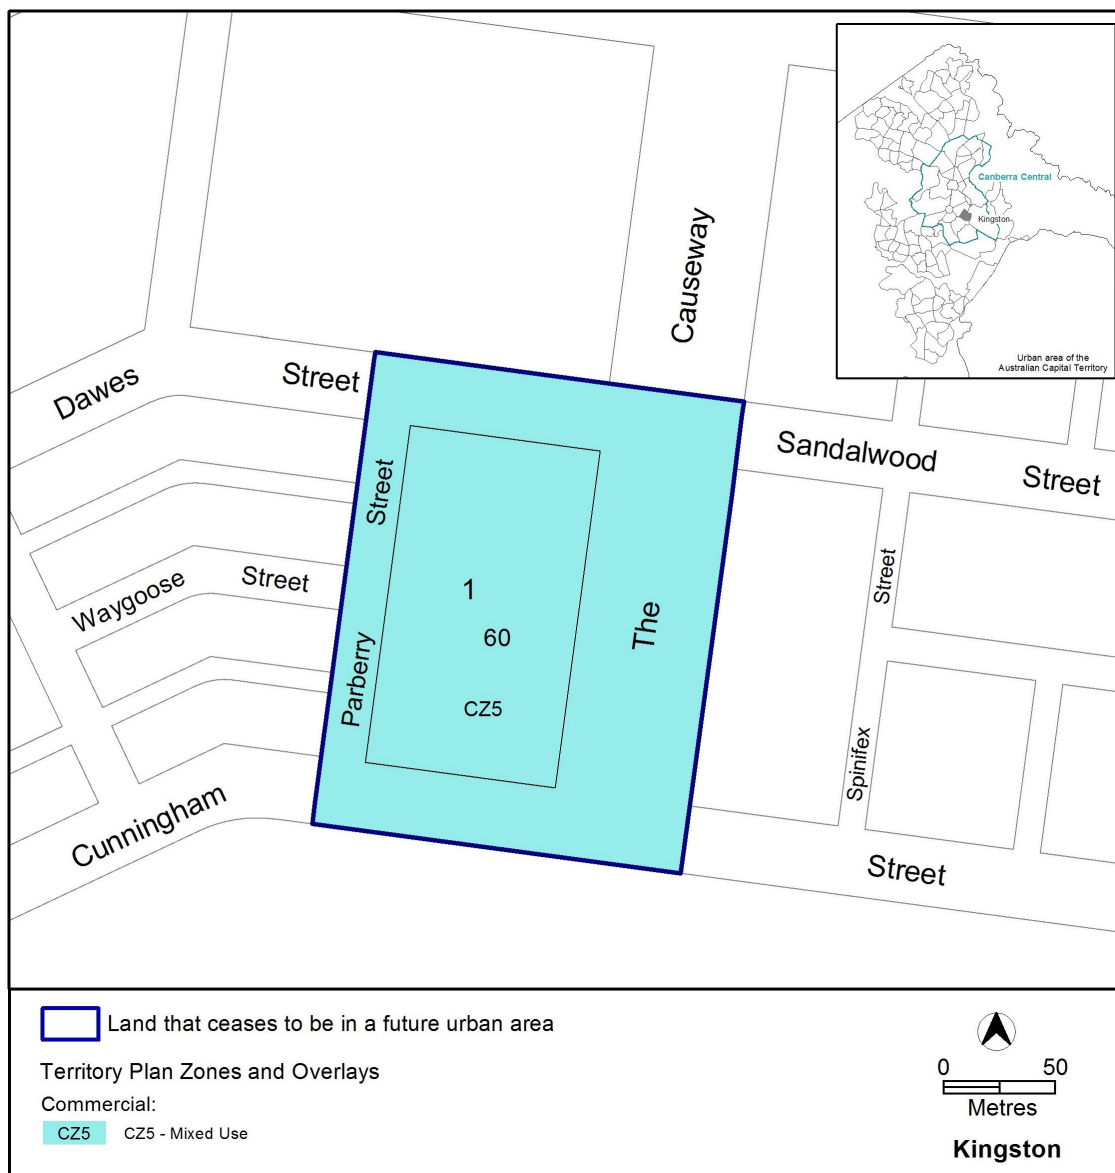 Canberra Central
Kingston
Urban area of the
Australian Capital Territory
Causeway
Dawes
Street
Sandalwood
Street
Street
Waygoose
Street
1
60
CZ5
The
Street
Parberry
Spinifex
Cunningham
Street
Land that ceases to be in a future urban area
Territory Plan Zones and Overlays
Commercial:
CZ5 CZ5 - Mixed Use
0 50
Metres
Kingston